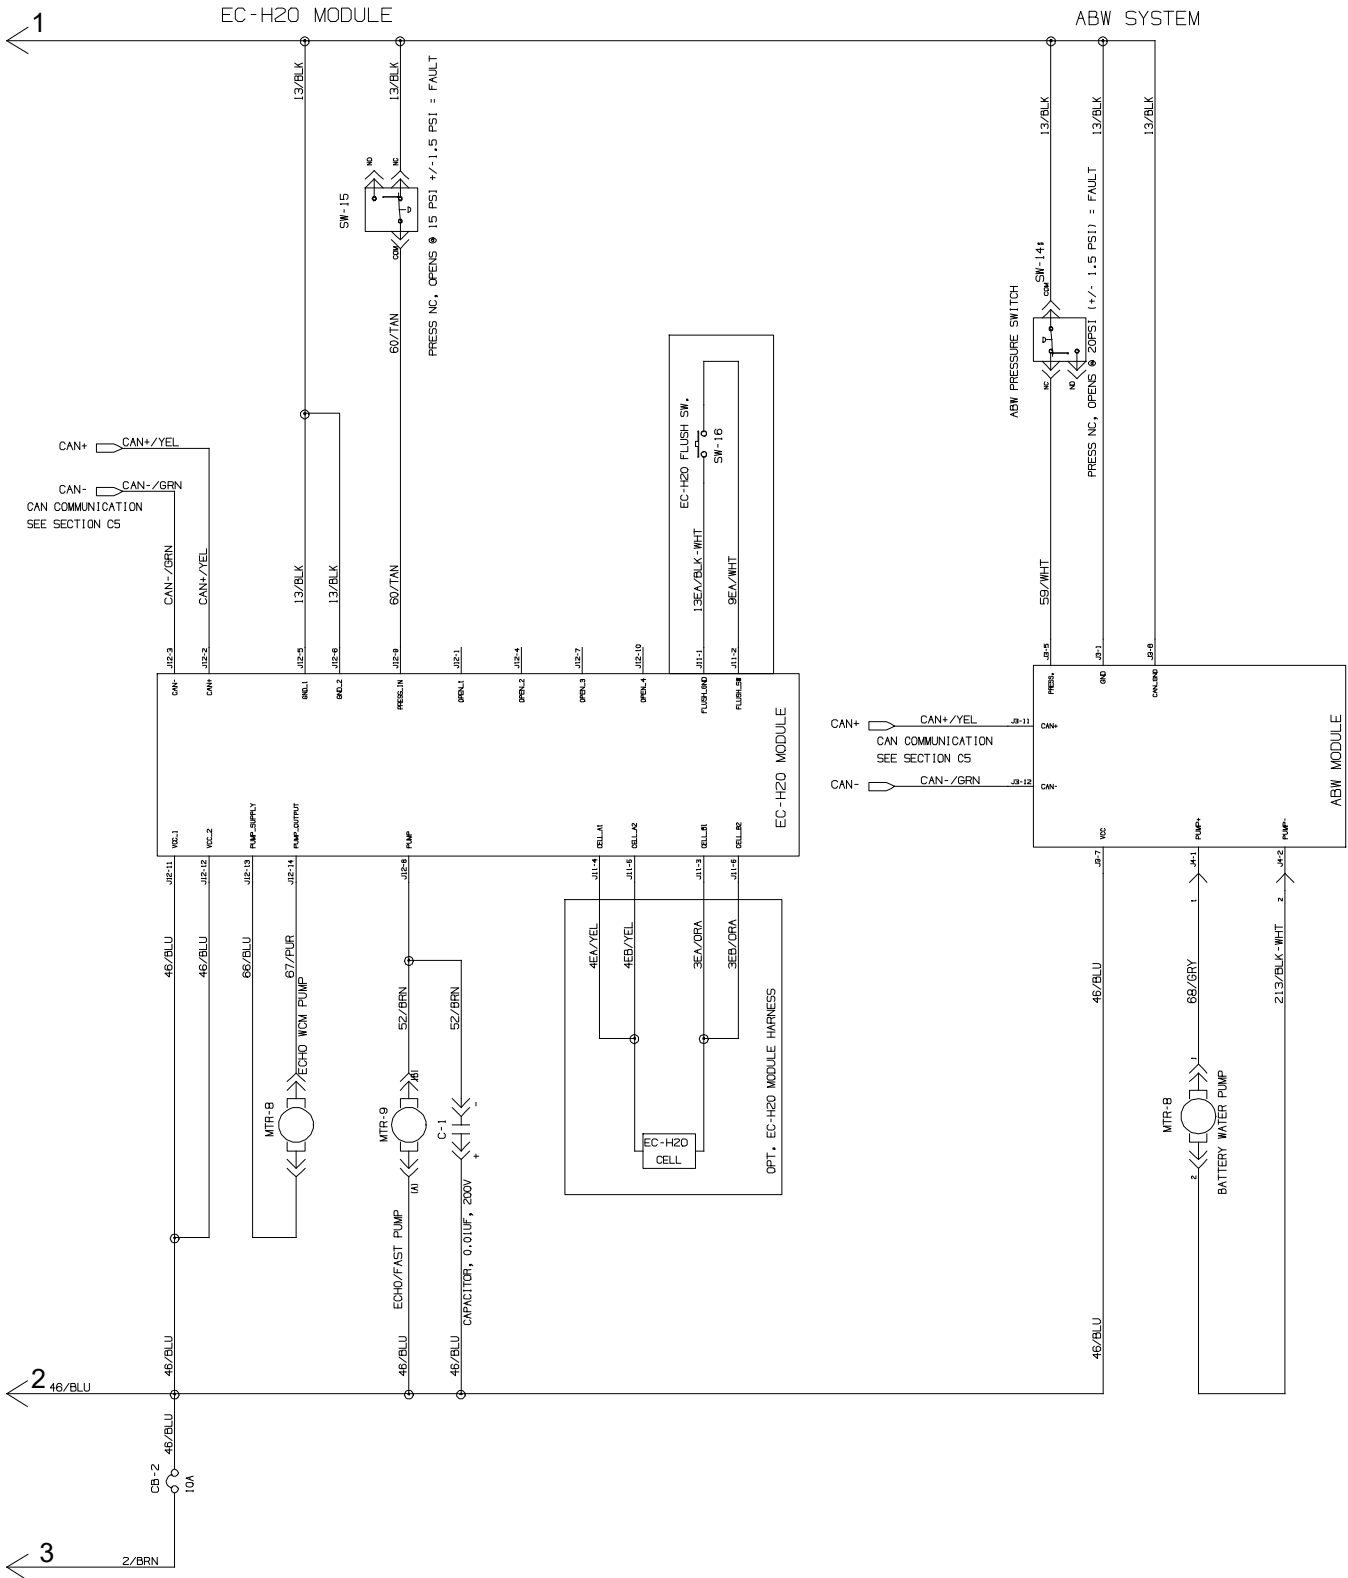 EC-H2O MODULE
ABW SYSTEM
1
13/BLK
13/BLK
13/BLK
13/BLK
13/BLK
NO
NC
SW-15
COM
PRESS NC, OPENS @ 15 PSI +/-1.5 PSI = FAULT
60/TAN
SW-14:
COM
ABW PRESSURE SWITCH
NC
NO
PRESS NC, OPENS @ 20PSI (+/- 1.5 PSI) = FAULT
CAN+
CAN+/YEL
CAN-
CAN-/GRN
CAN COMMUNICATION
SEE SECTION C5
EC-H2O FLUSH SW.
SW-16
CAN-/GRN
CAN+/YEL
13/BLK
13/BLK
60/TAN
13EA/BLK-WHT
9EA/WHT
59/WHT
J12-3
J12-2
J12-5
J12-6
J12-9
J12-1
J12-4
J12-7
J12-10
J11-1
J11-2
J3-5
J3-1
CAN-
CAN+
GND_1
GND_2
PRESS_IN
OPEN_1
OPEN_2
OPEN_3
OPEN_4
FLUSH_GND
FLUSH_SW
PRESS.
GND
CAN_GND
CAN+
CAN+/YEL
J3-11
CAN+
CAN COMMUNICATION
SEE SECTION C5
CAN-
CAN-/GRN
J3-12
CAN-
EC-H2O MODULE
ABW MODULE
VCC_1
VCC_2
PUMP_SUPPLY
PUMP_OUTPUT
PUMP
CELL_A1
CELL_A2
CELL_B1
CELL_B2
VCC
PUMP+
PUMP-
J12-11
J12-12
J12-13
J12-14
J12-8
J11-4
J11-5
J11-3
J11-6
J3-7
J4-1
J4-2
1
2
46/BLU
46/BLU
66/BLU
67/PUR
4EA/YEL
4EB/YEL
3EA/ORA
3EB/ORA
46/BLU
68/GRY
213/BLK-WHT
ECHO WCM PUMP
52/BRN
52/BRN
OPT. EC-H2O MODULE HARNESS
MTR-8
MTR-9
(B)
(A)
C-1
-
+
EC-H2O
CELL
MTR-8
1
2
BATTERY WATER PUMP
ECHO/FAST PUMP
CAPACITOR, 0.01UF, 200V
46/BLU
46/BLU
46/BLU
46/BLU
2
46/BLU
46/BLU
CB-2
10A
3
2/BRN